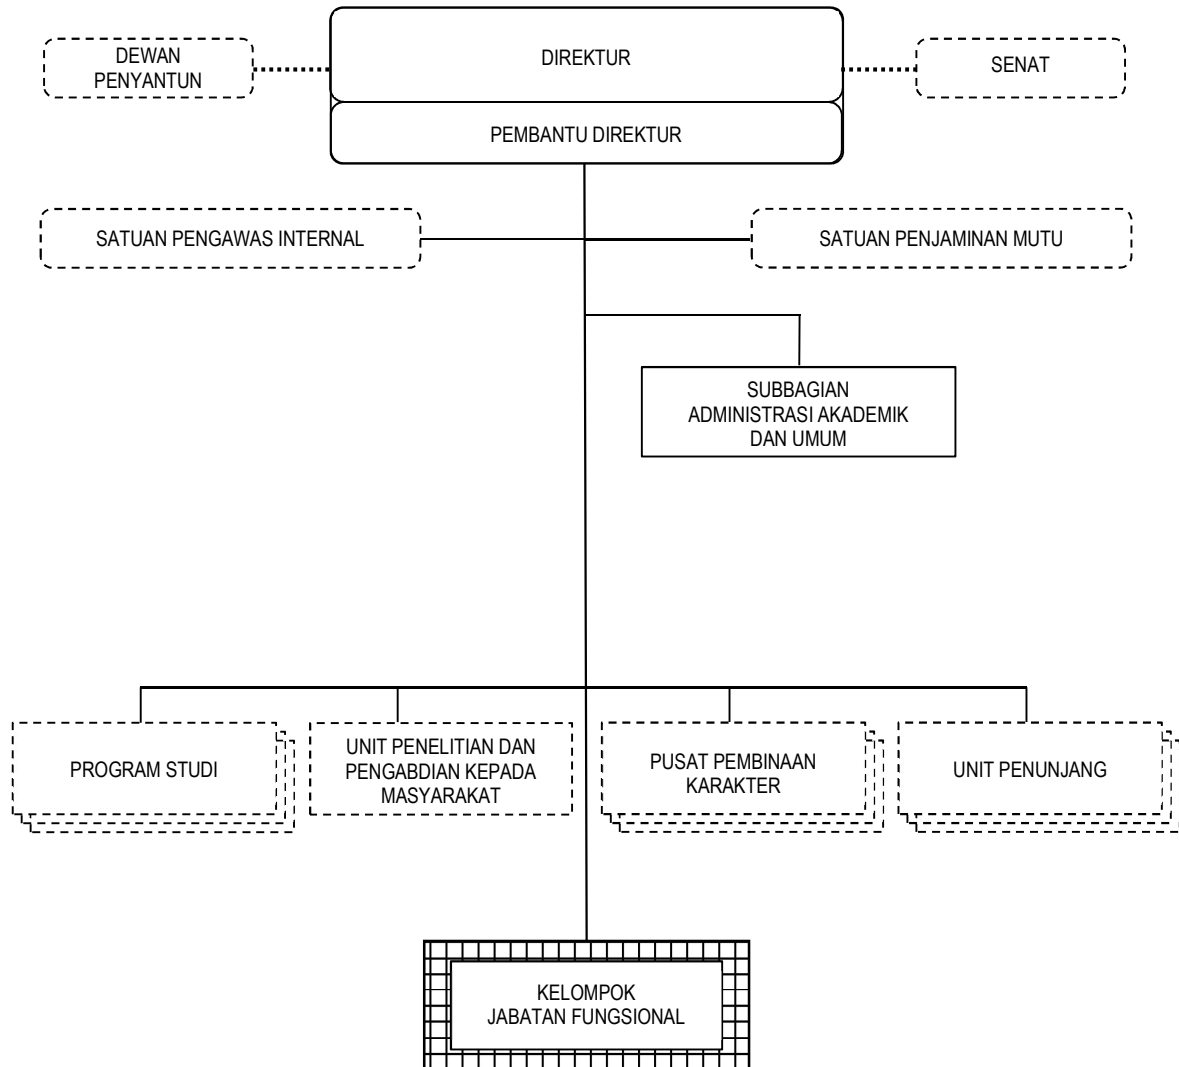 DIREKTUR
DEWAN
PENYANTUN
SENAT
PEMBANTU DIREKTUR
SATUAN PENGAWAS INTERNAL
SATUAN PENJAMINAN MUTU
SUBBAGIAN
ADMINISTRASI AKADEMIK
DAN UMUM
PROGRAM STUDI
UNIT PENELITIAN DAN
PENGABDIAN KEPADA
MASYARAKAT
PUSAT PEMBINAAN
KARAKTER
UNIT PENUNJANG
KELOMPOK
JABATAN FUNGSIONAL